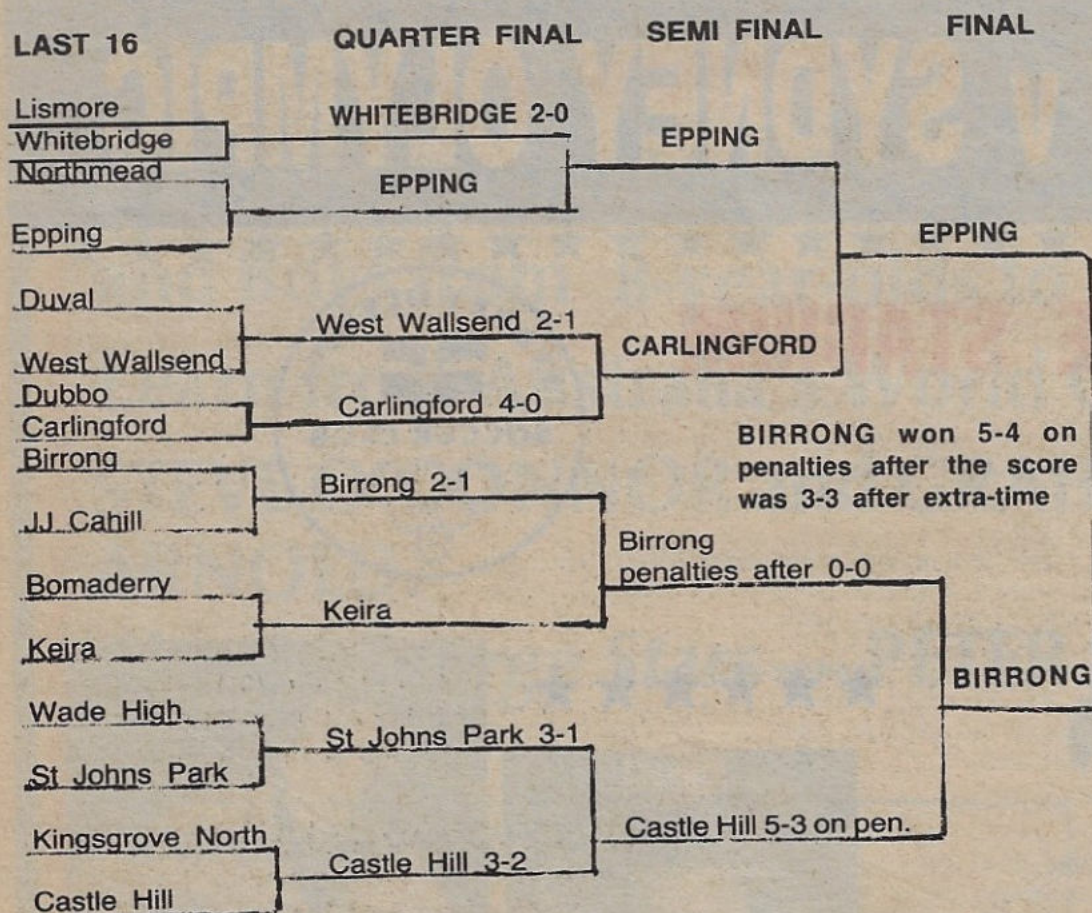 LAST 16
QUARTER FINAL
SEMI FINAL
FINAL
Lismore
Whitebridge
Northmead
Epping
Duval
West Wallsend
Dubbo
Carlingford
Birrong
JJ Cahill
Bomaderry
Keira
Wade High
St Johns Park
Kingsgrove North
Castle Hill
WHITEBRIDGE 2-0
EPPING
West Wallsend 2-1
Carlingford 4-0
Birrong 2-1
Keira
St Johns Park 3-1
Castle Hill 3-2
EPPING
CARLINGFORD
Birrong
penalties after 0-0
Castle Hill 5-3 on pen.
EPPING
BIRRONG won 5-4 on
penalties after the score
was 3-3 after extra-time
BIRRONG